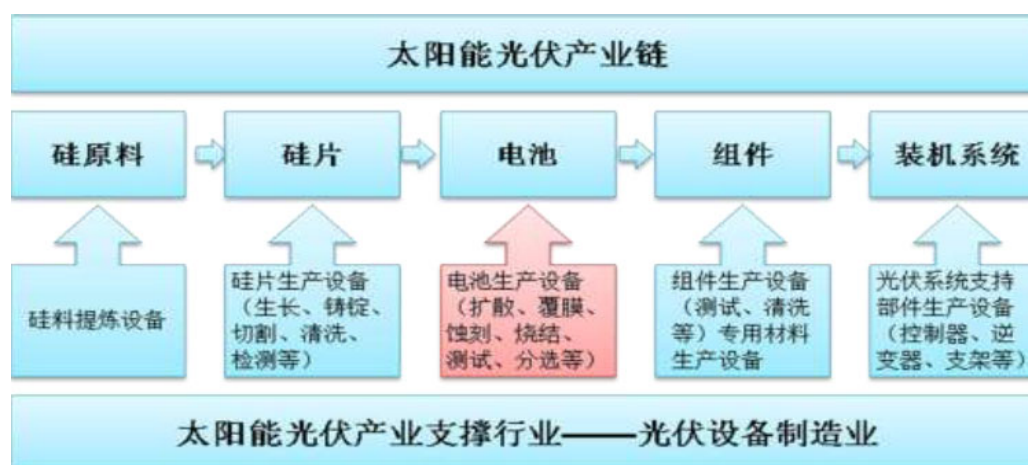 太阳能光伏产业链
硅原料
硅片
电池
组件
装机系统
硅料提炼设备
硅片生产设备
（生长、铸锭、
切割、清洗、
检测等）
电池生产设备
（扩散、覆膜、
蚀刻、烧结、
测试、分选等）
组件生产设备
（测试、清洗
等）专用材料
生产设备
光伏系统支持
部件生产设备
（控制器、逆
变器、支架等）
太阳能光伏产业支撑行业——光伏设备制造业